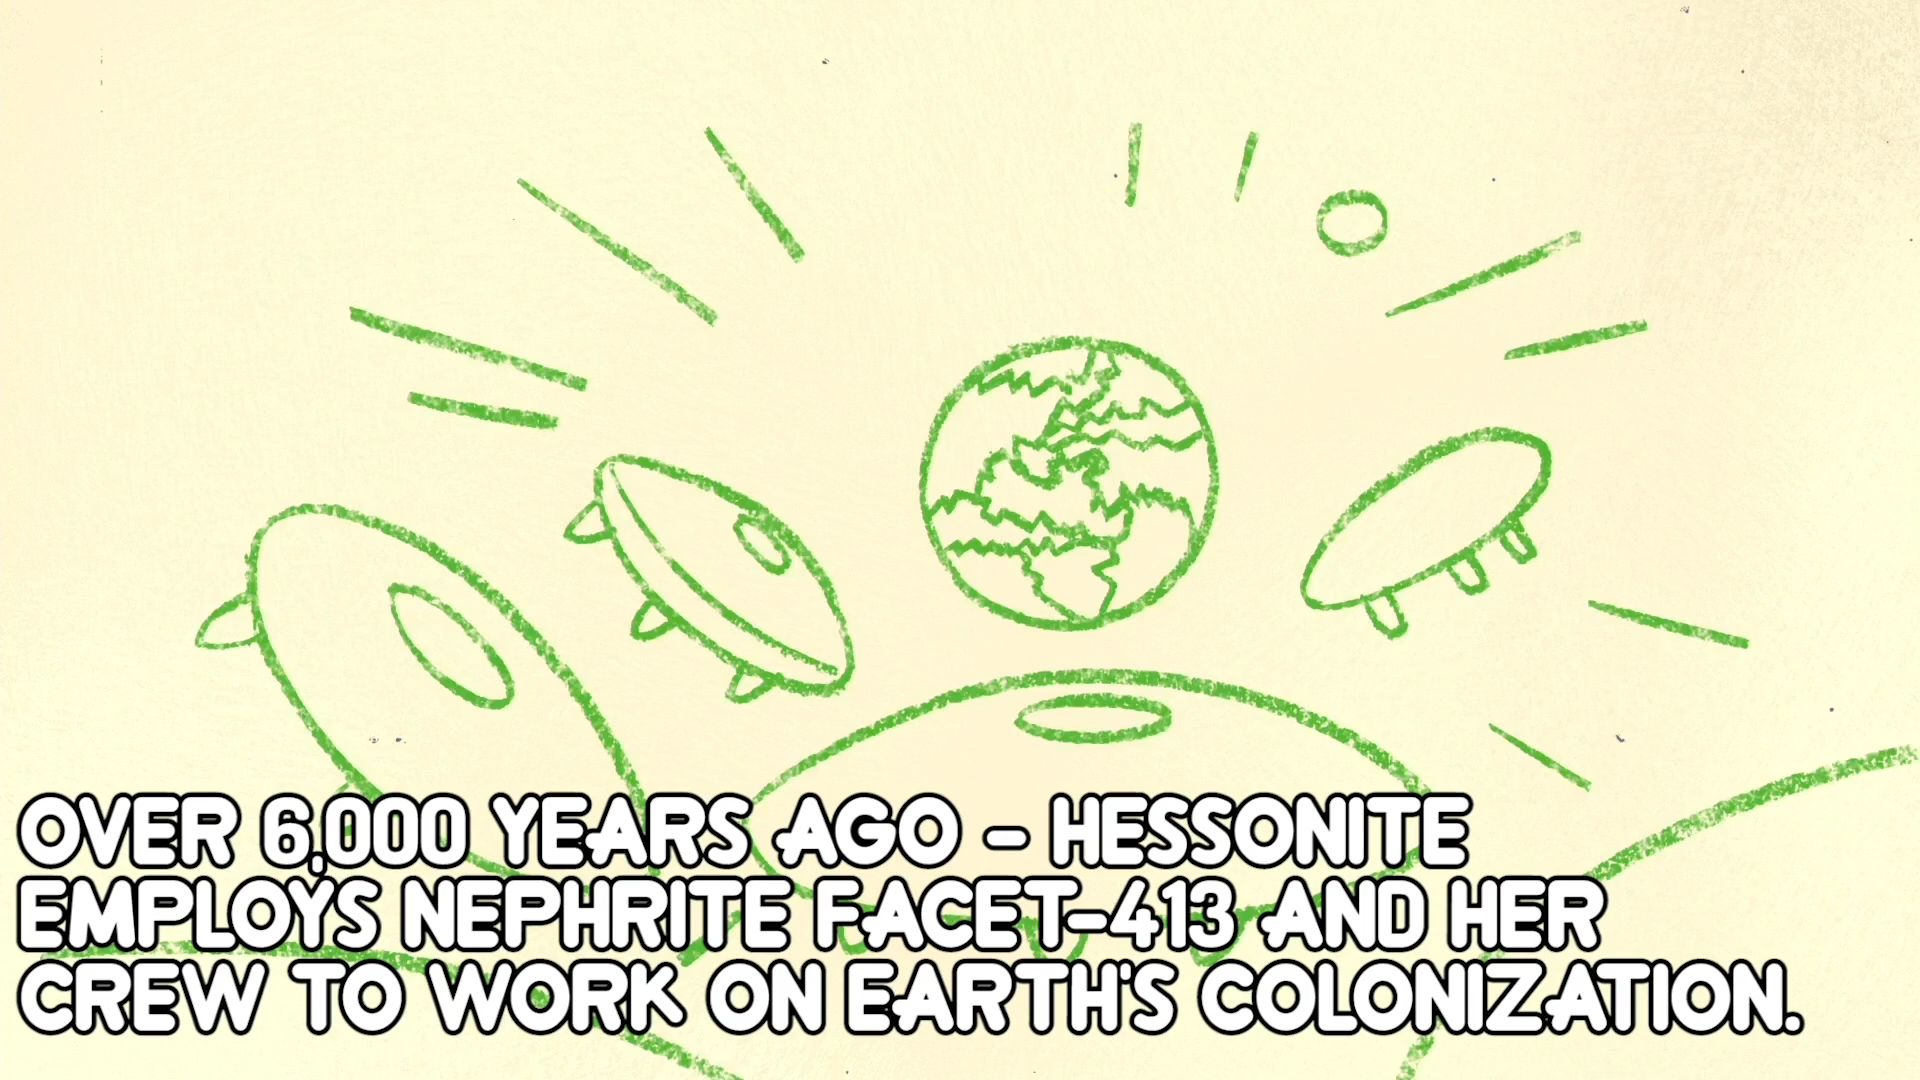 OVER 6,000 YEARS AGO - HESSONITE
EMPLOYS NEPHRITE FACET-413 AND HER
CREW TO WORK ON EARTH'S COLONIZATION.